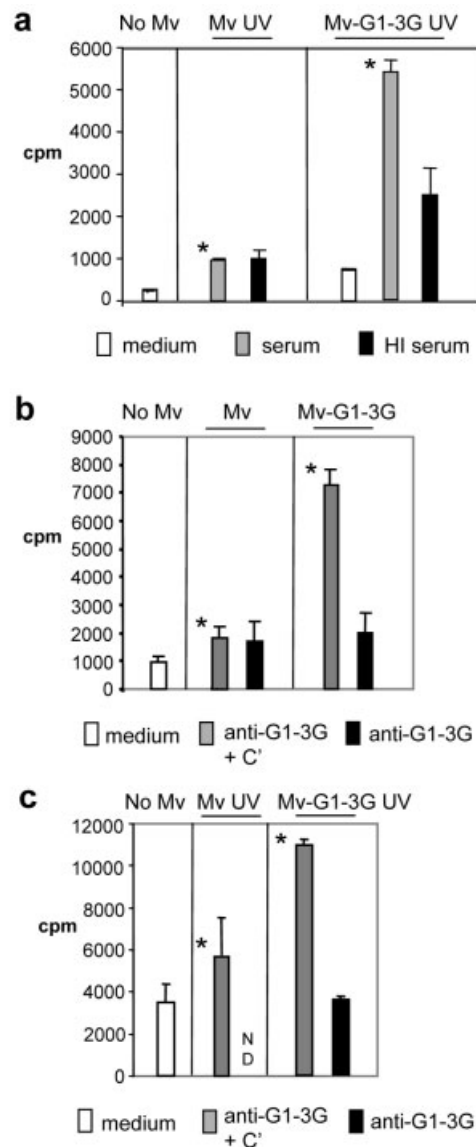 a
No Mv Mv UV Mv-G1-3G UV
6000
*
5000
4000
cpm
3000
2000
*
1000
0
medium serum HI serum
b
No Mv Mv Mv-G1-3G
9000
8000
*
7000
6000
cpm
5000
4000
3000
*
2000
1000
0
medium anti-G1-3G anti-G1-3G
+ C'
c
No Mv Mv UV Mv-G1-3G UV
12000
*
10000
cpm
8000
*
6000
4000
2000
N
D
0
medium anti-G1-3G anti-G1-3G
+ C'